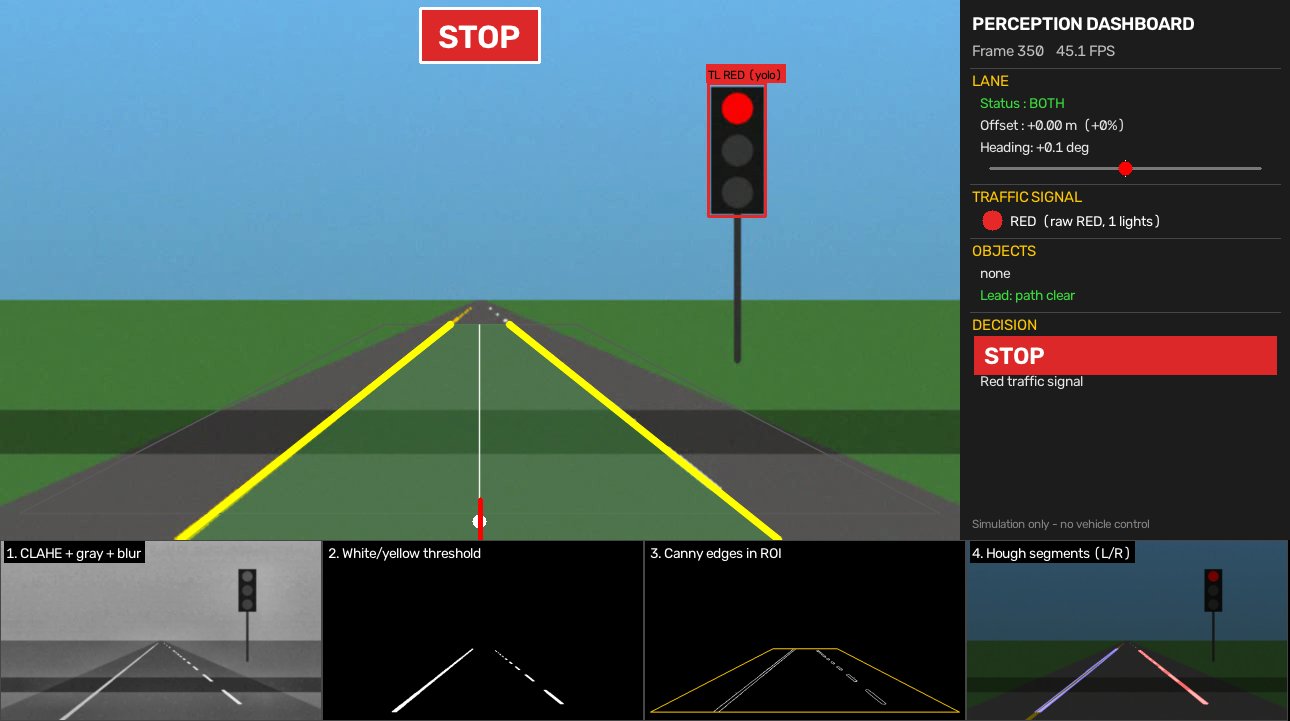 STOP
TL RED (yolo)
PERCEPTION DASHBOARD
Frame 350 45.1 FPS
LANE
Status : BOTH
Offset : +0.00 m (+0%)
Heading: +0.1 deg
TRAFFIC SIGNAL
RED (raw RED, 1 lights)
OBJECTS
none
Lead: path clear
DECISION
STOP
Red traffic signal
Simulation only - no vehicle control
1. CLAHE + gray + blur
2. White/yellow threshold
3. Canny edges in ROI
4. Hough segments (L/R)